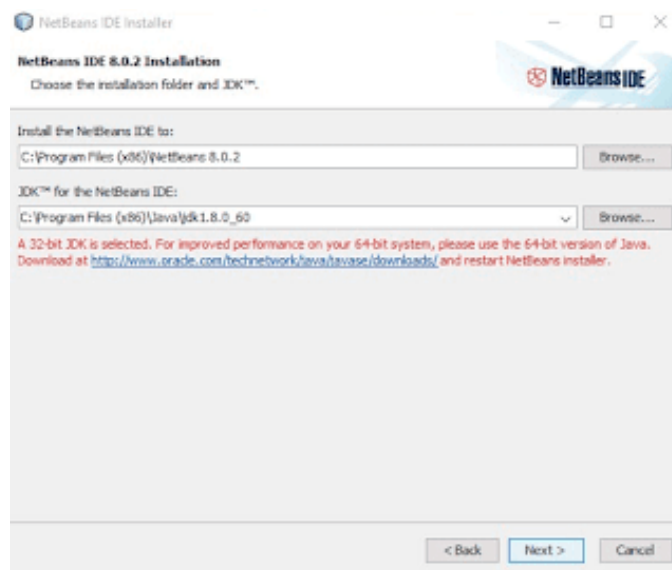 NetBeans IDE Installer
NetBeans IDE 8.0.2 Installation
Choose the installation folder and JDK™.
NetBeans IDE
Install the NetBeans IDE to:
C:\Program Files (x86)\NetBeans 8.0.2
Browse...
JDK™ for the NetBeans IDE:
C:\Program Files (x86)\Java\jdk1.8.0_60
Browse...
A 32-bit JDK is selected. For improved performance on your 64-bit system, please use the 64-bit version of Java.
Download at http://www.oracle.com/technetwork/java/javase/downloads/ and restart NetBeans installer.
< Back
Next >
Cancel